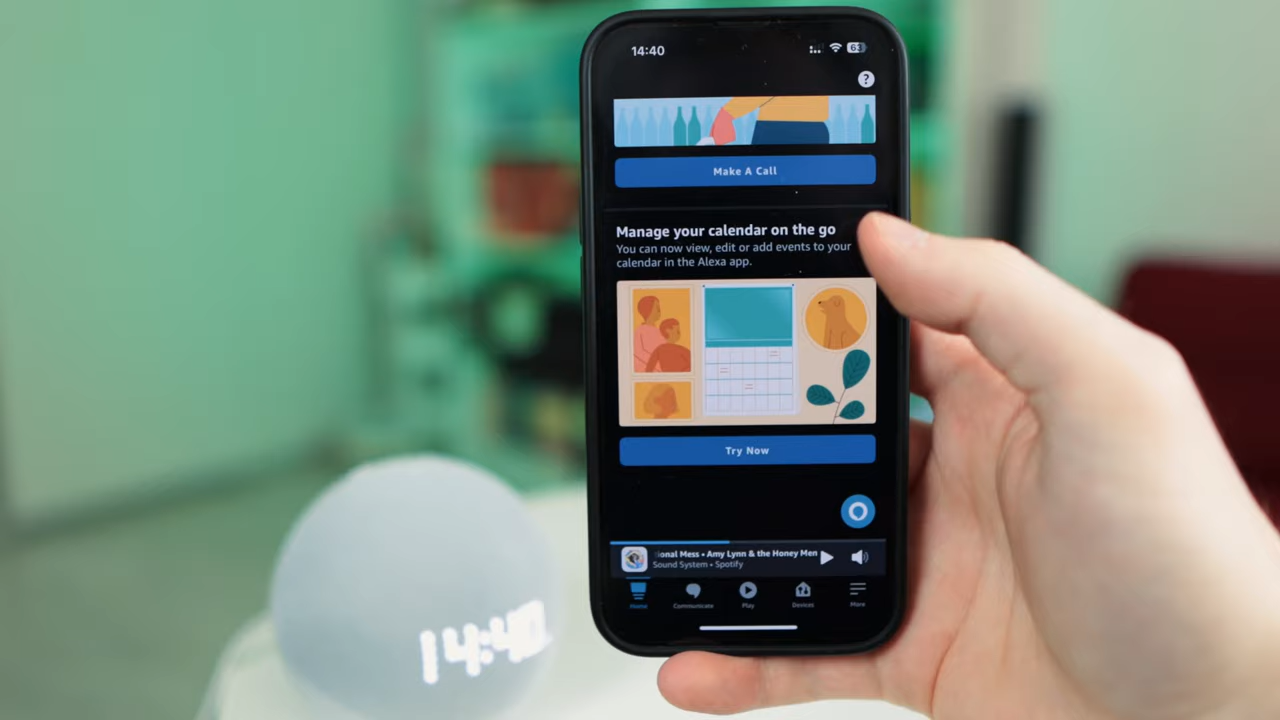 14:40
63
?
Make A Call
Manage your calendar on the go
You can now view, edit or add events to your
calendar in the Alexa app.
Try Now
ional Mess • Amy Lynn & the Honey Men
Sound System • Spotify
Home
Communicate
Play
Devices
More
14:40